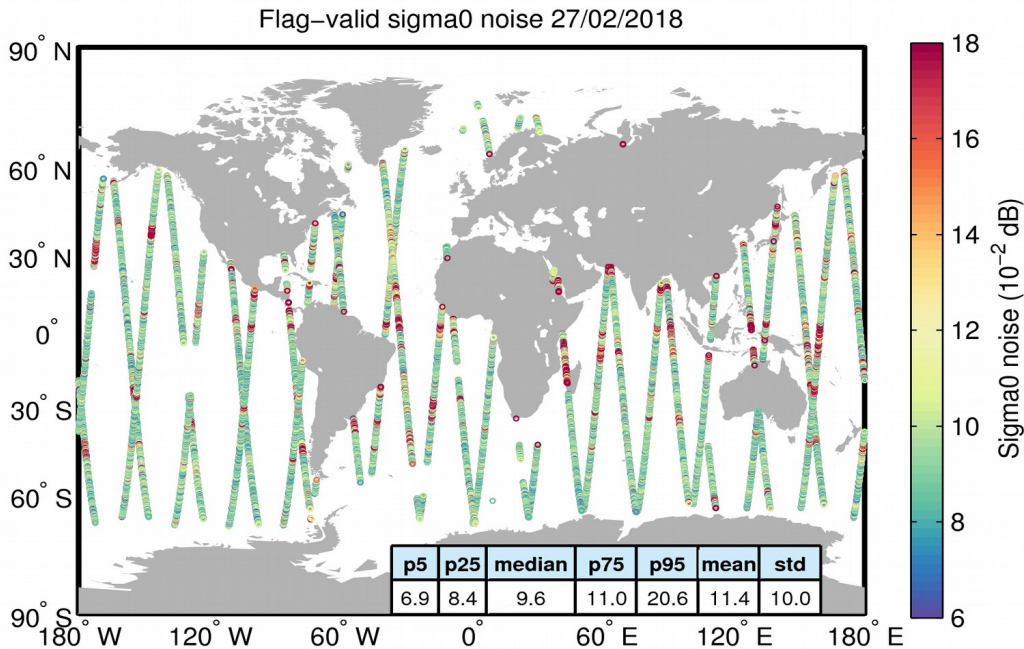 Flag−valid sigma0 noise 27/02/2018
90° N
60° N
30° N
0°
30° S
60° S
90° S
180° W 120° W 60° W 0° 60° E 120° E 180° E
p5 p25 median p75 p95 mean std
6.9 8.4 9.6 11.0 20.6 11.4 10.0
18
16
14
12
10
8
6
Sigma0 noise (10⁻² dB)